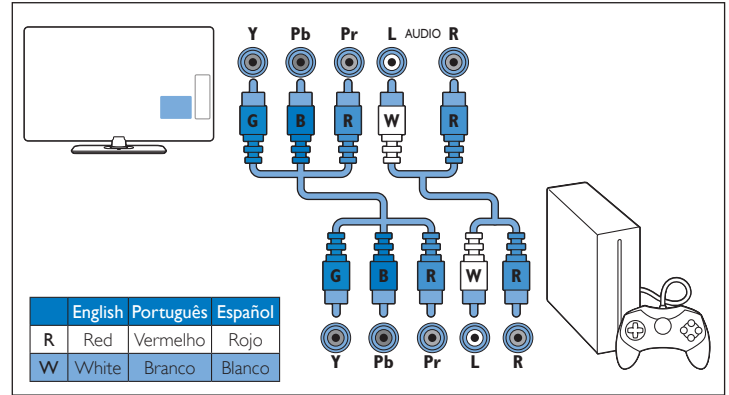 Y Pb Pr L AUDIO R
G B R W R
G B R W R
English Português Español
R Red Vermelho Rojo
W White Branco Blanco
Y Pb Pr L R